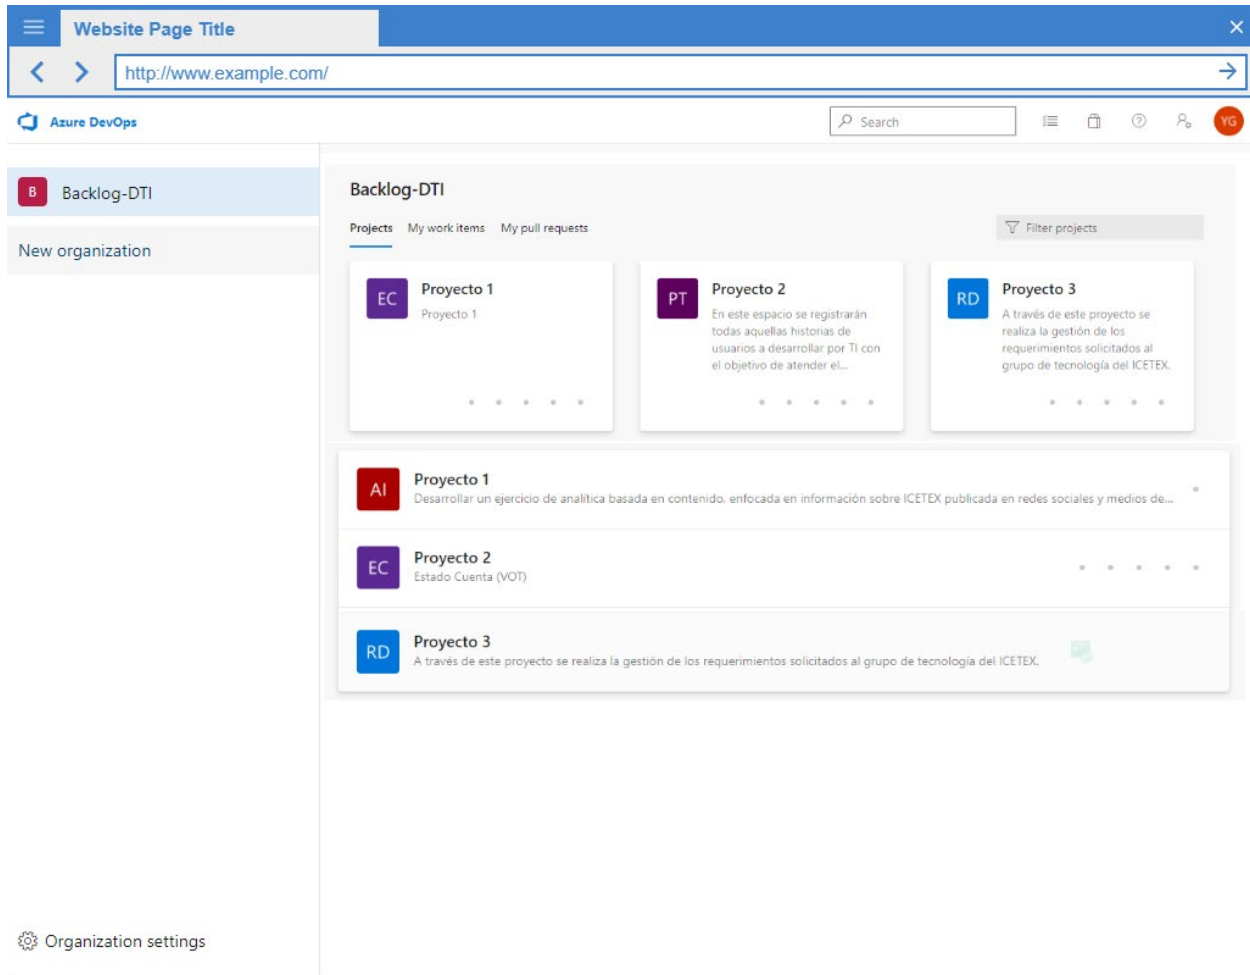 Website Page Title
http://www.example.com/
Azure DevOps
Search
YG
B Backlog-DTI
New organization
Backlog-DTI
Projects My work items My pull requests
Filter projects
EC
Proyecto 1
Proyecto 1
PT
Proyecto 2
En este espacio se registrarán
todas aquellas historias de
usuarios a desarrollar por TI con
el objetivo de atender el...
RD
Proyecto 3
A través de este proyecto se
realiza la gestión de los
requerimientos solicitados al
grupo de tecnología del ICETEX.
AI
Proyecto 1
Desarrollar un ejercicio de analítica basada en contenido, enfocada en información sobre ICETEX publicada en redes sociales y medios de...
EC
Proyecto 2
Estado Cuenta (VOT)
RD
Proyecto 3
A través de este proyecto se realiza la gestión de los requerimientos solicitados al grupo de tecnología del ICETEX.
Organization settings